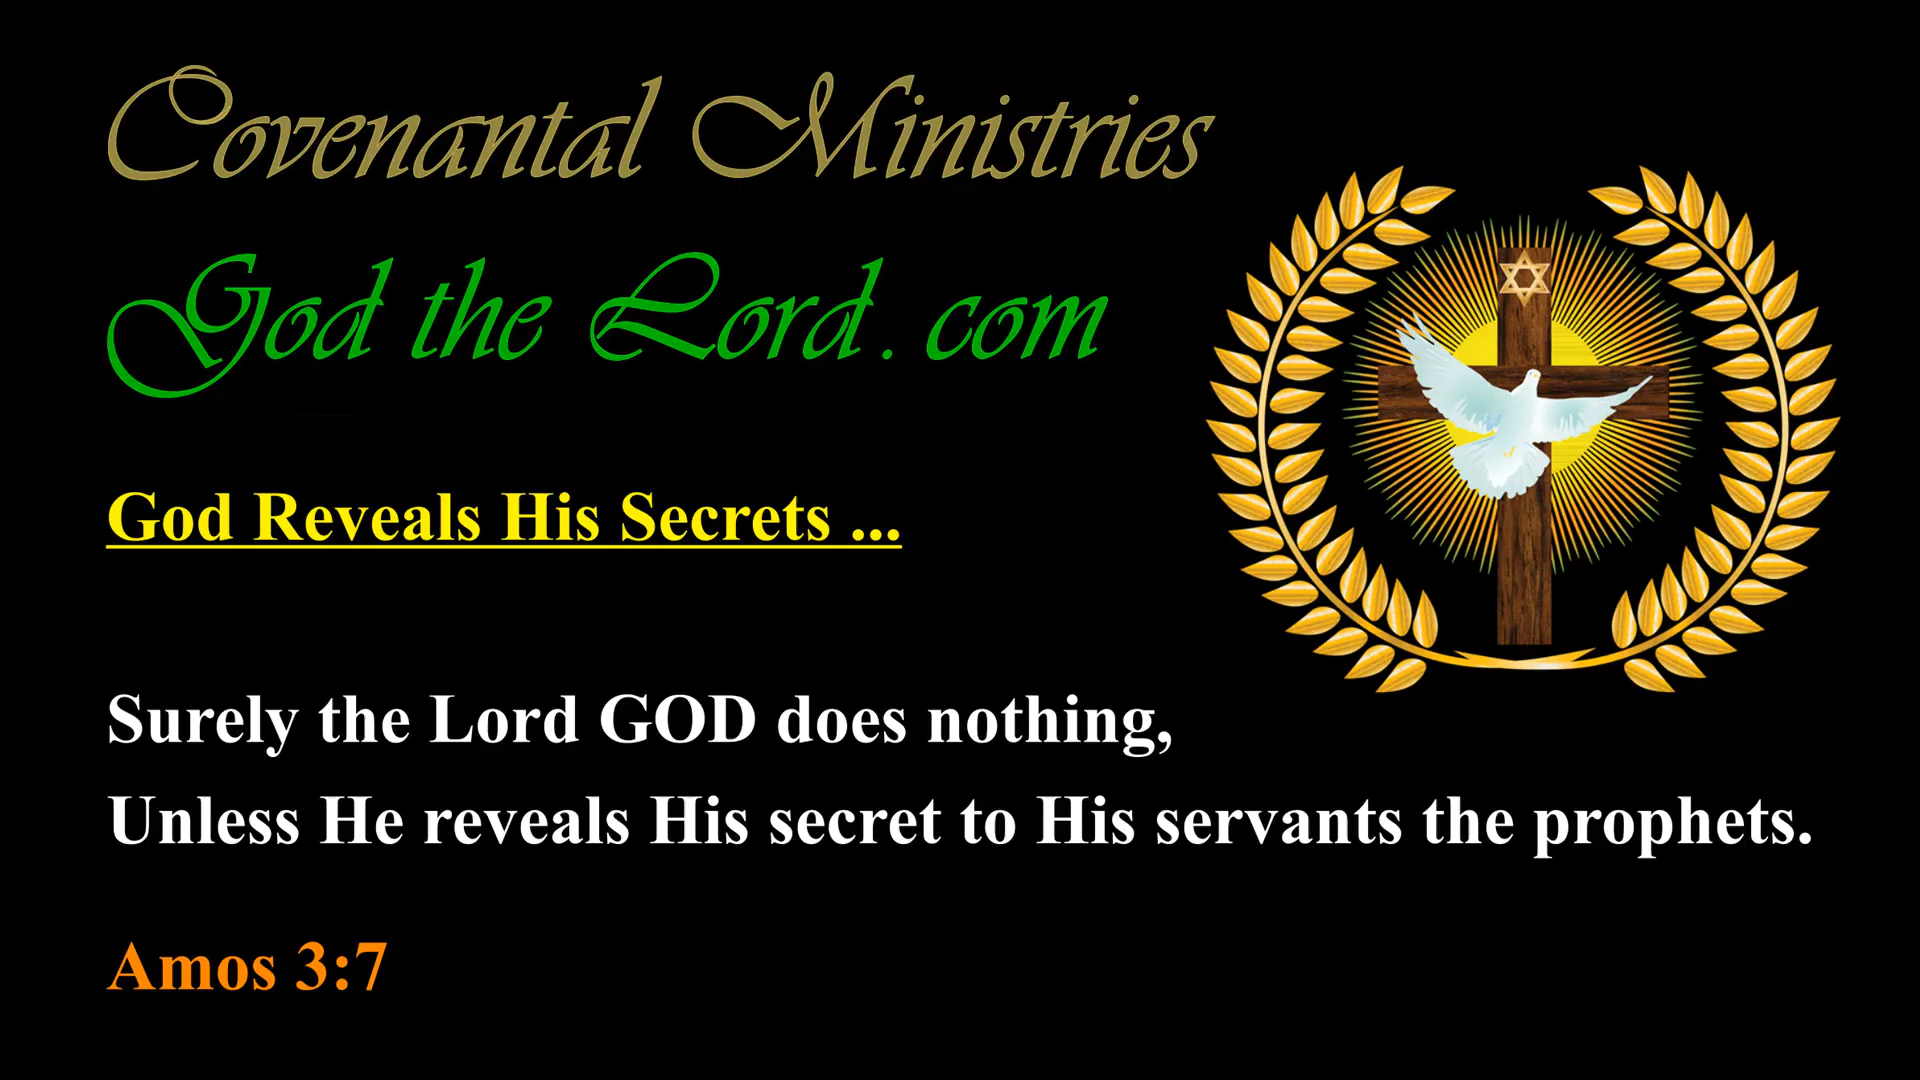 Covenantal Ministries
God the Lord . com
God Reveals His Secrets ...
Surely the Lord GOD does nothing,
Unless He reveals His secret to His servants the prophets.
Amos 3:7